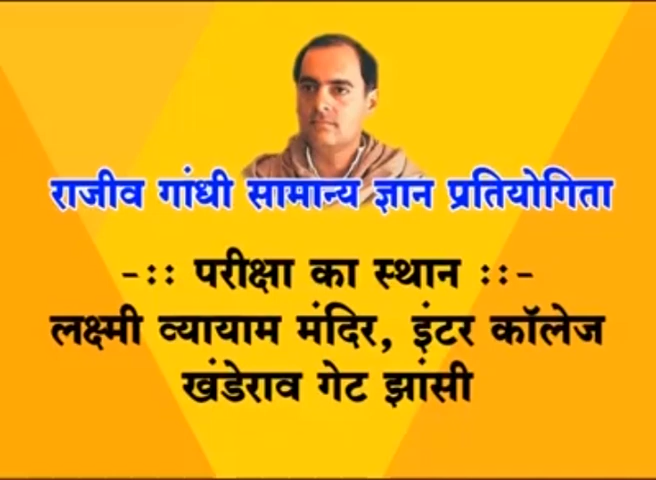 राजीव गांधी सामान्य ज्ञान प्रतियोगिता
-:: परीक्षा का स्थान ::-
लक्ष्मी व्यायाम मंदिर, इंटर कॉलेज
खंडेराव गेट झांसी